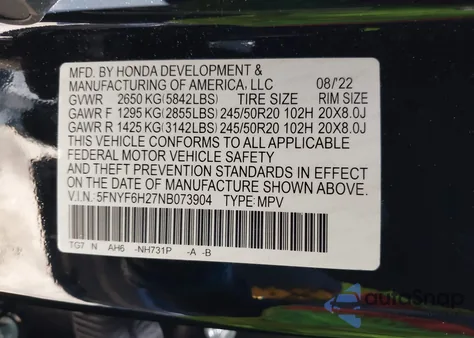 MFD. BY HONDA DEVELOPMENT &
MANUFACTURING OF AMERICA, LLC 08/'22
GVWR 2650 KG(5842LBS) TIRE SIZE RIM SIZE
GAWR F 1295 KG(2855LBS) 245/50R20 102H 20X8.0J
GAWR R 1425 KG(3142LBS) 245/50R20 102H 20X8.0J
THIS VEHICLE CONFORMS TO ALL APPLICABLE
FEDERAL MOTOR VEHICLE SAFETY
AND THEFT PREVENTION STANDARDS IN EFFECT
ON THE DATE OF MANUFACTURE SHOWN ABOVE.
V.I.N.:5FNYF6H27NB073904 TYPE:MPV
TG7 N AH6 -NH731P -A -B
autoSnap